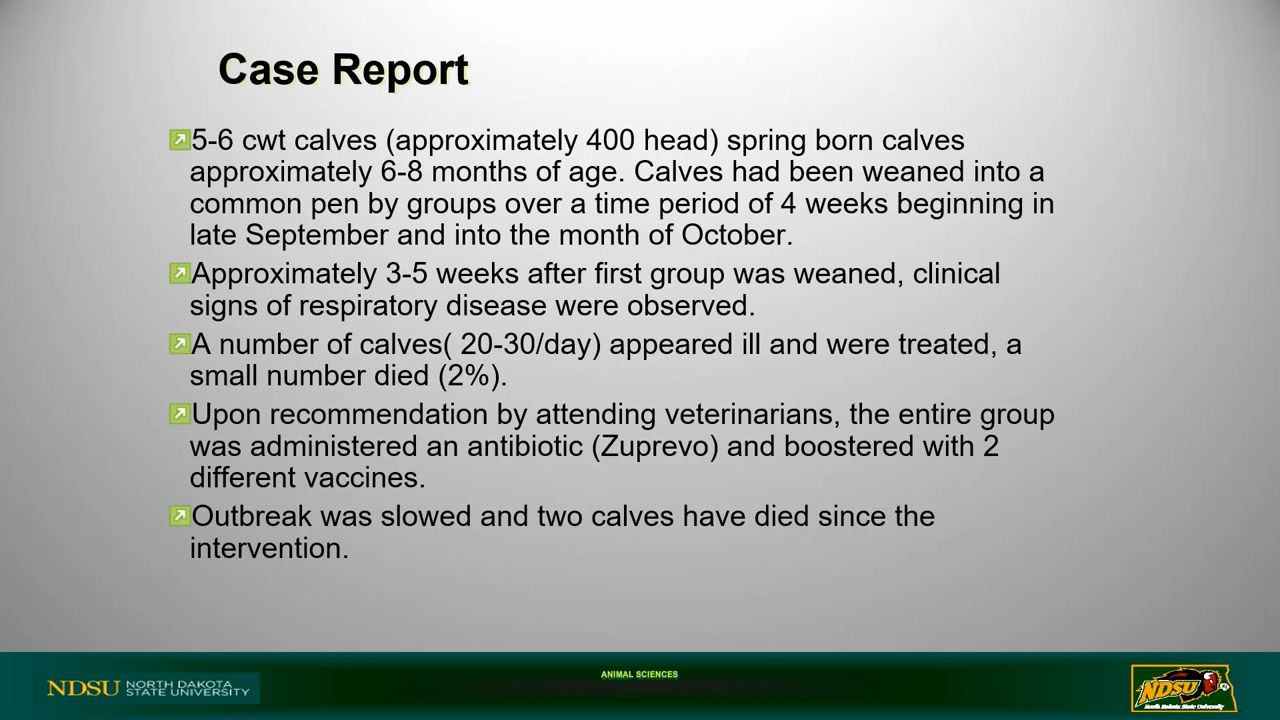 Case Report
5-6 cwt calves (approximately 400 head) spring born calves
approximately 6-8 months of age. Calves had been weaned into a
common pen by groups over a time period of 4 weeks beginning in
late September and into the month of October.
Approximately 3-5 weeks after first group was weaned, clinical
signs of respiratory disease were observed.
A number of calves( 20-30/day) appeared ill and were treated, a
small number died (2%).
Upon recommendation by attending veterinarians, the entire group
was administered an antibiotic (Zuprevo) and boostered with 2
different vaccines.
Outbreak was slowed and two calves have died since the
intervention.
ANIMAL SCIENCES
NDSU NORTH DAKOTA
STATE UNIVERSITY
NDSU
North Dakota State University